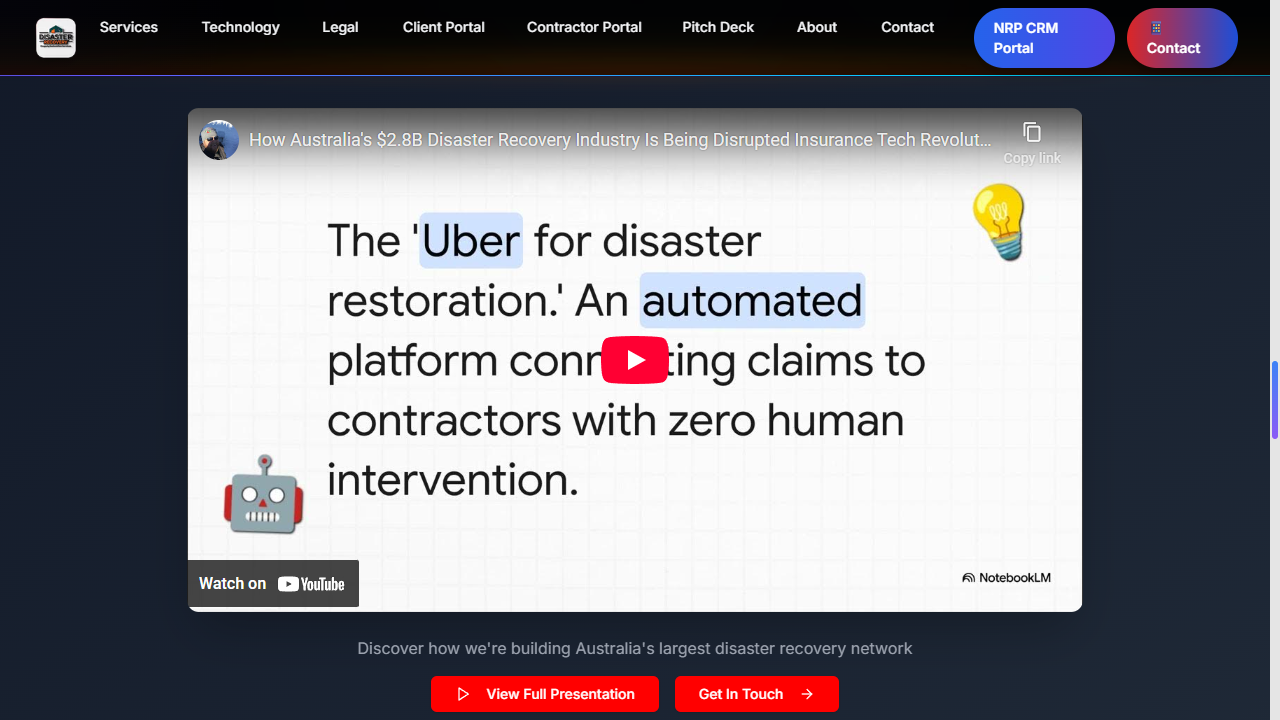 DISASTER
RECOVERY
Services
Technology
Legal
Client Portal
Contractor Portal
Pitch Deck
About
Contact
NRP CRM
Portal
Contact
How Australia's $2.8B Disaster Recovery Industry Is Being Disrupted Insurance Tech Revolut...
Copy link
The 'Uber for disaster
restoration.' An automated
platform conn ting claims to
contractors with zero human
intervention.
NotebookLM
Watch on YouTube
Discover how we're building Australia's largest disaster recovery network
View Full Presentation
Get In Touch